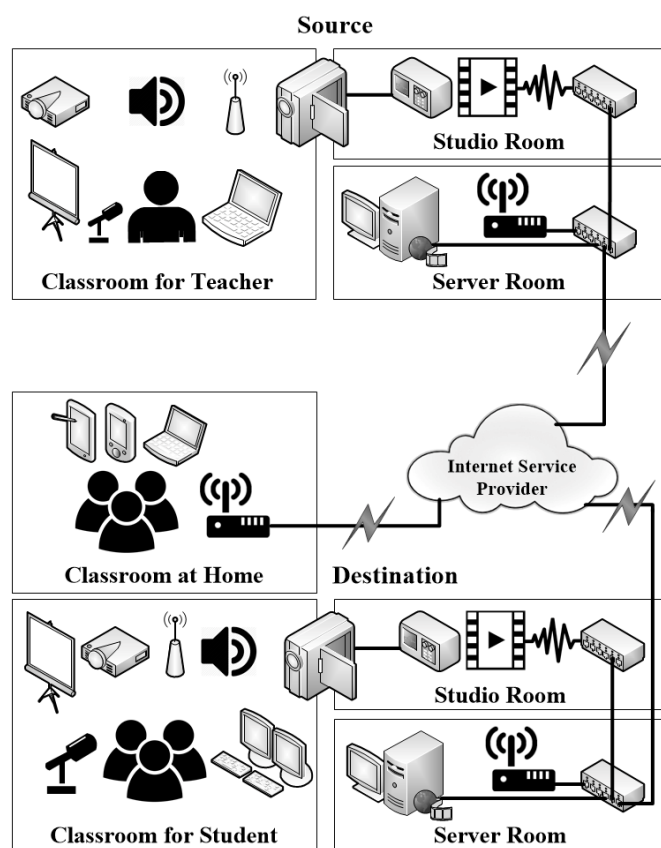 Source
Studio Room
Classroom for Teacher
Server Room
Internet Service
Provider
Classroom at Home
Destination
Studio Room
Classroom for Student
Server Room